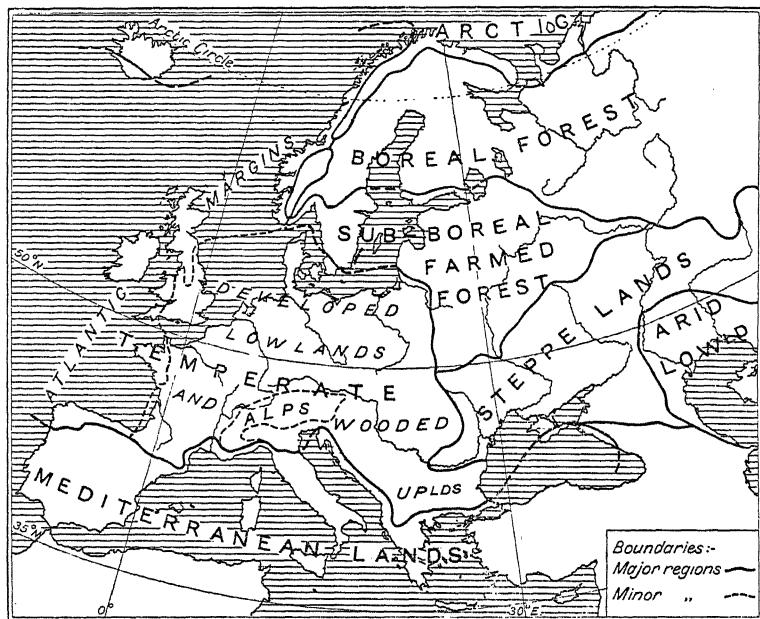 ARCTIC
Arctic Circle
BOREAL FOREST
ATLANTIC MARGINS
SUB-BOREAL
FARMED
FOREST
50°N
DEVELOPED
LOWLANDS
STEPPE LANDS
ARID
LOWLD
TEMPERATE
AND
ALPS
WOODED
UPLDS
MEDITERRANEAN LANDS
35°N
0°
30°E
Boundaries:-
Major regions
Minor „